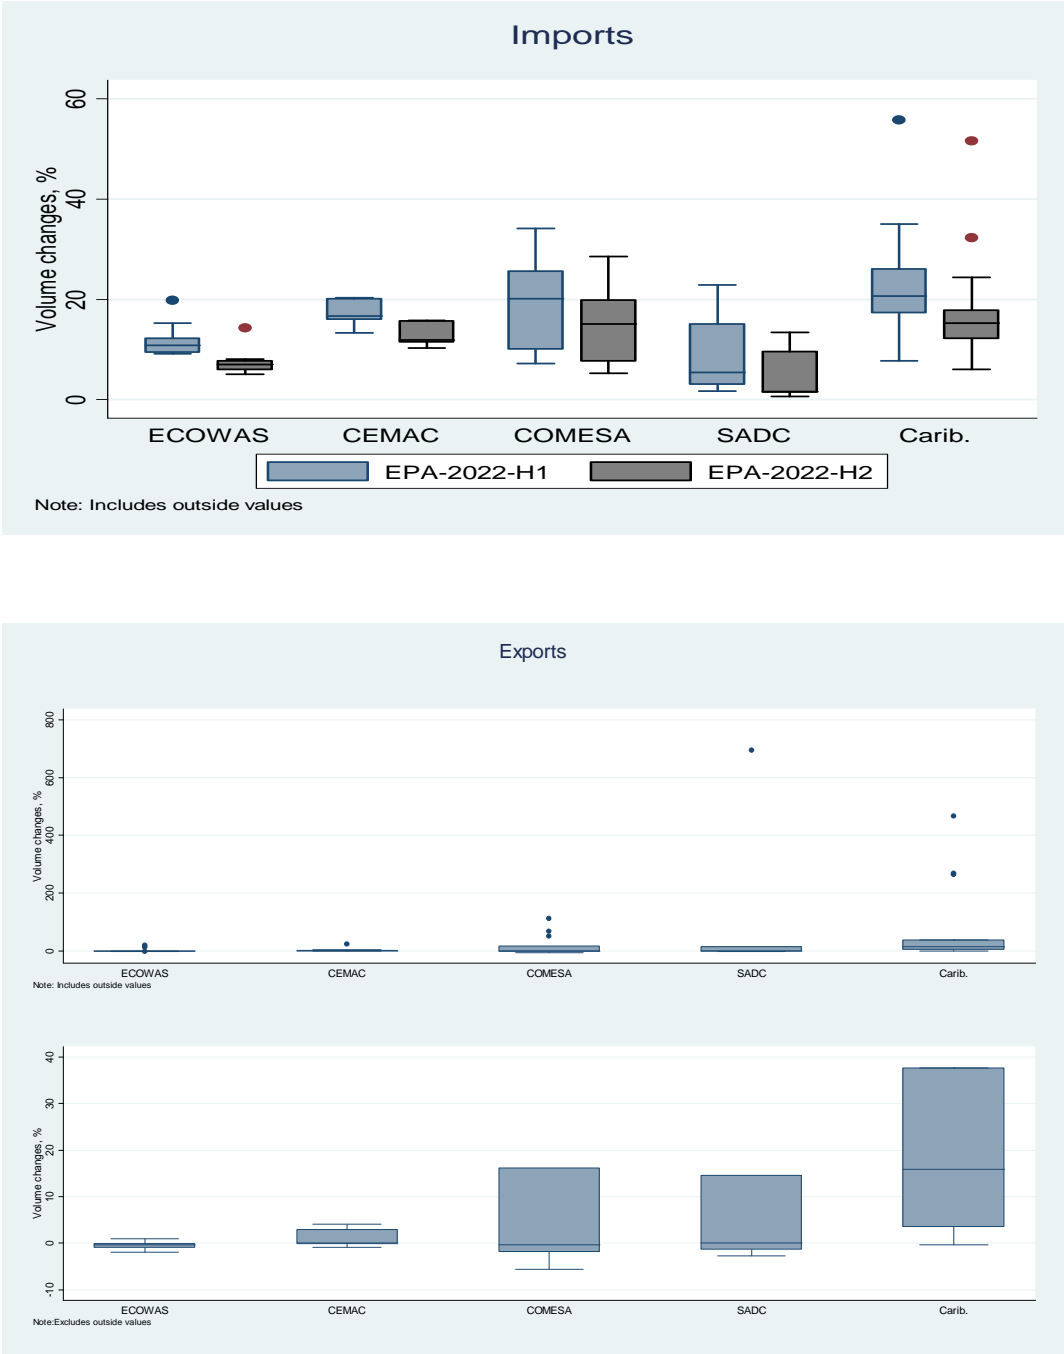 Imports
Volume changes, %
60
40
20
0
ECOWAS CEMAC COMESA SADC Carib.
EPA-2022-H1 EPA-2022-H2
Note: Includes outside values
Exports
Volume changes, %
800
600
400
200
0
ECOWAS CEMAC COMESA SADC Carib.
Note: Includes outside values
Volume changes, %
40
30
20
10
0
-10
ECOWAS CEMAC COMESA SADC Carib.
Note:Excludes outside values